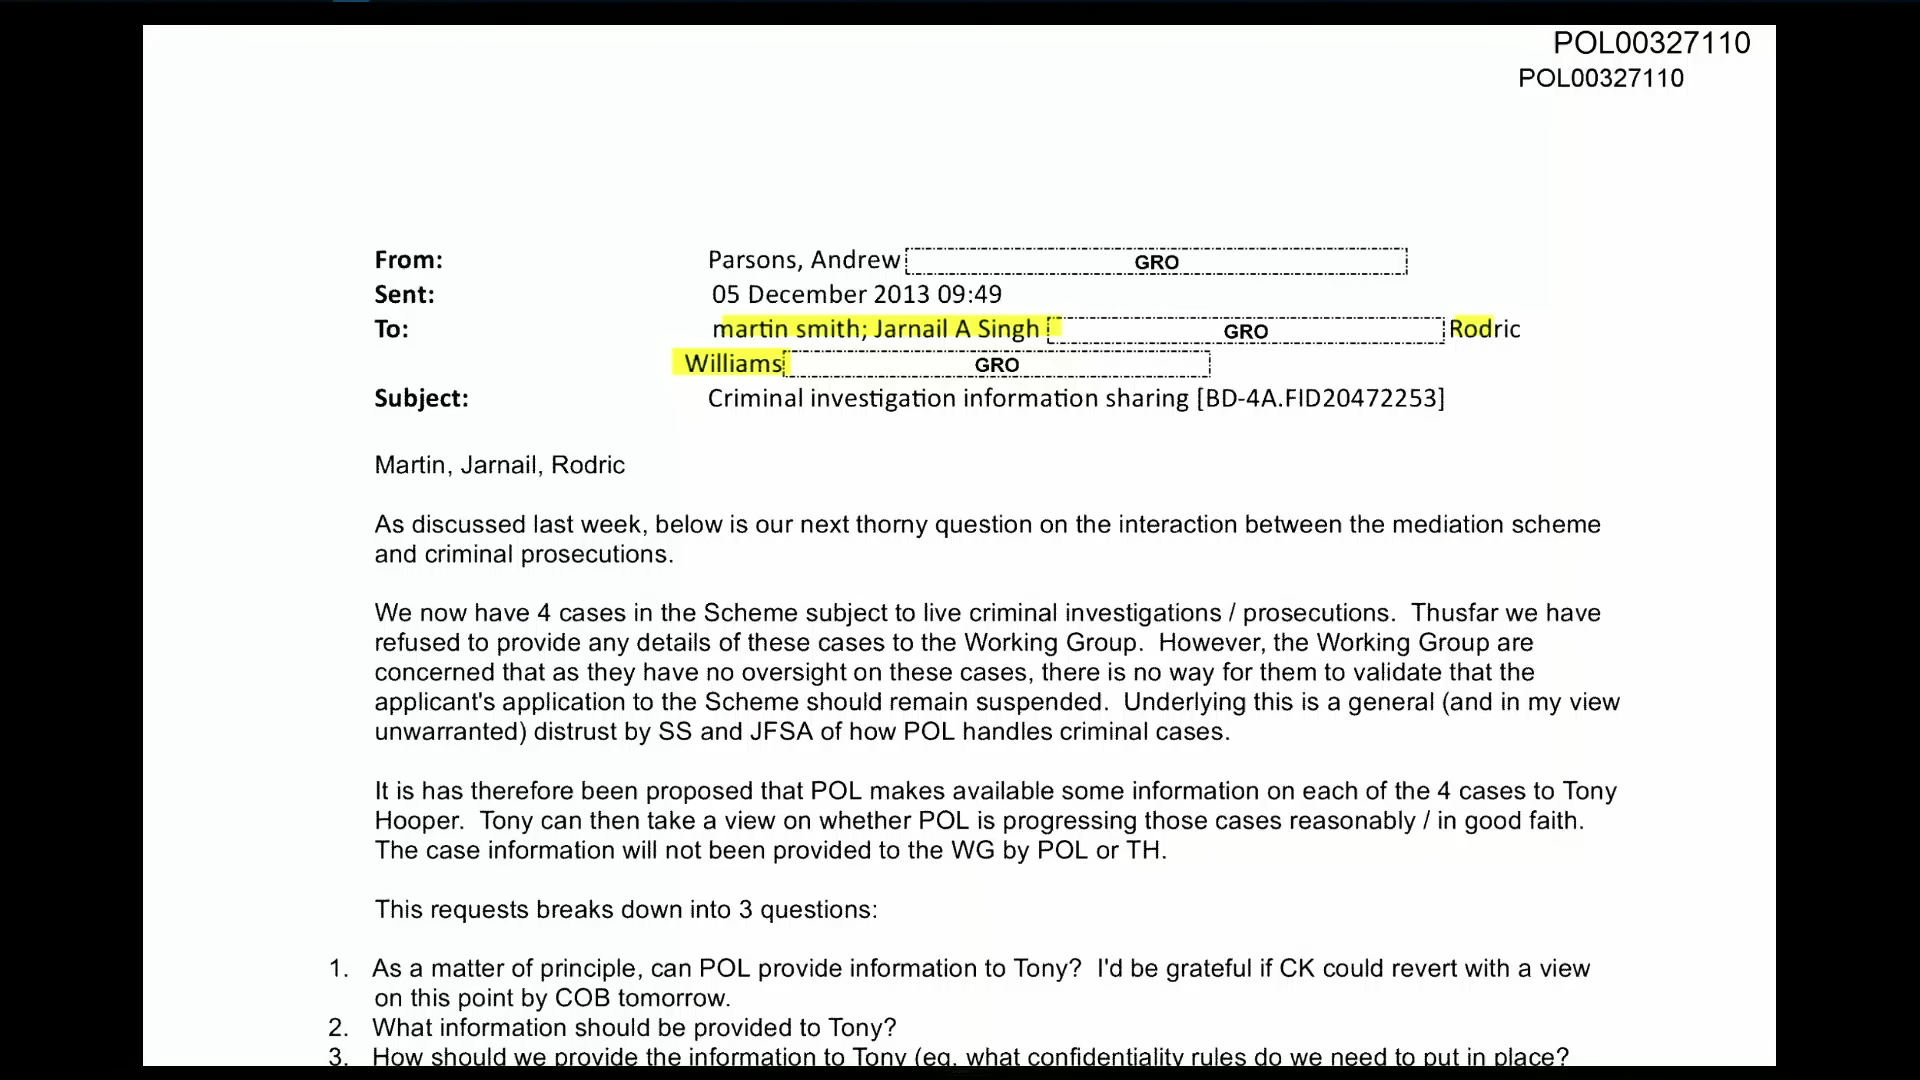 POL00327110
POL00327110
From: Parsons, Andrew GRO
Sent: 05 December 2013 09:49
To: martin smith; Jarnail A Singh GRO Rodric
Williams GRO
Subject: Criminal investigation information sharing [BD-4A.FID20472253]
Martin, Jarnail, Rodric
As discussed last week, below is our next thorny question on the interaction between the mediation scheme
and criminal prosecutions.
We now have 4 cases in the Scheme subject to live criminal investigations / prosecutions.  Thusfar we have
refused to provide any details of these cases to the Working Group.  However, the Working Group are
concerned that as they have no oversight on these cases, there is no way for them to validate that the
applicant's application to the Scheme should remain suspended.  Underlying this is a general (and in my view
unwarranted) distrust by SS and JFSA of how POL handles criminal cases.
It is has therefore been proposed that POL makes available some information on each of the 4 cases to Tony
Hooper.  Tony can then take a view on whether POL is progressing those cases reasonably / in good faith.
The case information will not been provided to the WG by POL or TH.
This requests breaks down into 3 questions:
1. As a matter of principle, can POL provide information to Tony?  I'd be grateful if CK could revert with a view
on this point by COB tomorrow.
2. What information should be provided to Tony?
3. How should we provide the information to Tony (eg. what confidentiality rules do we need to put in place?